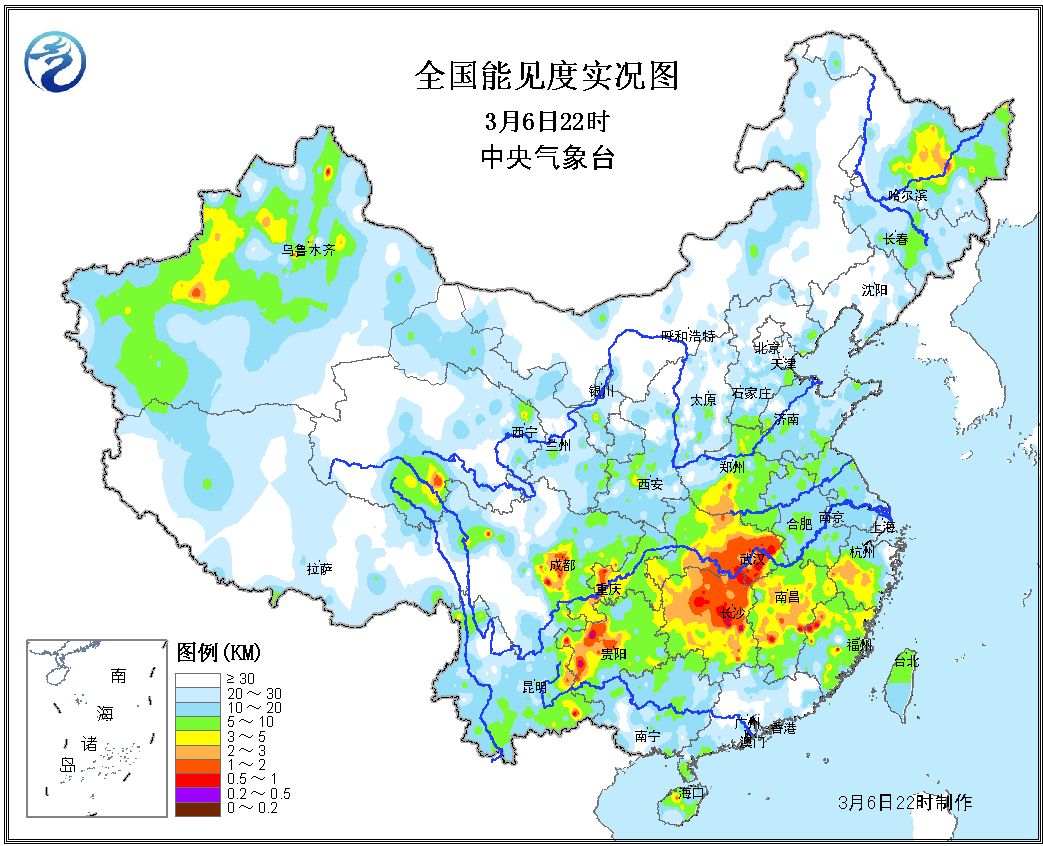 全国能见度实况图
3月6日22时
中央气象台
哈尔滨
长春
乌鲁木齐
沈阳
呼和浩特
北京
天津
银川
太原
石家庄
济南
西宁
兰州
郑州
西安
合肥
南京
上海
武汉
杭州
成都
拉萨
重庆
南昌
长沙
福州
贵阳
台北
昆明
广州
香港
南宁
澳门
海口
图例(KM)
≥30
20~30
10~20
5~10
3~5
2~3
1~2
0.5~1
0.2~0.5
0~0.2
南
海
诸
岛
3月6日22时制作